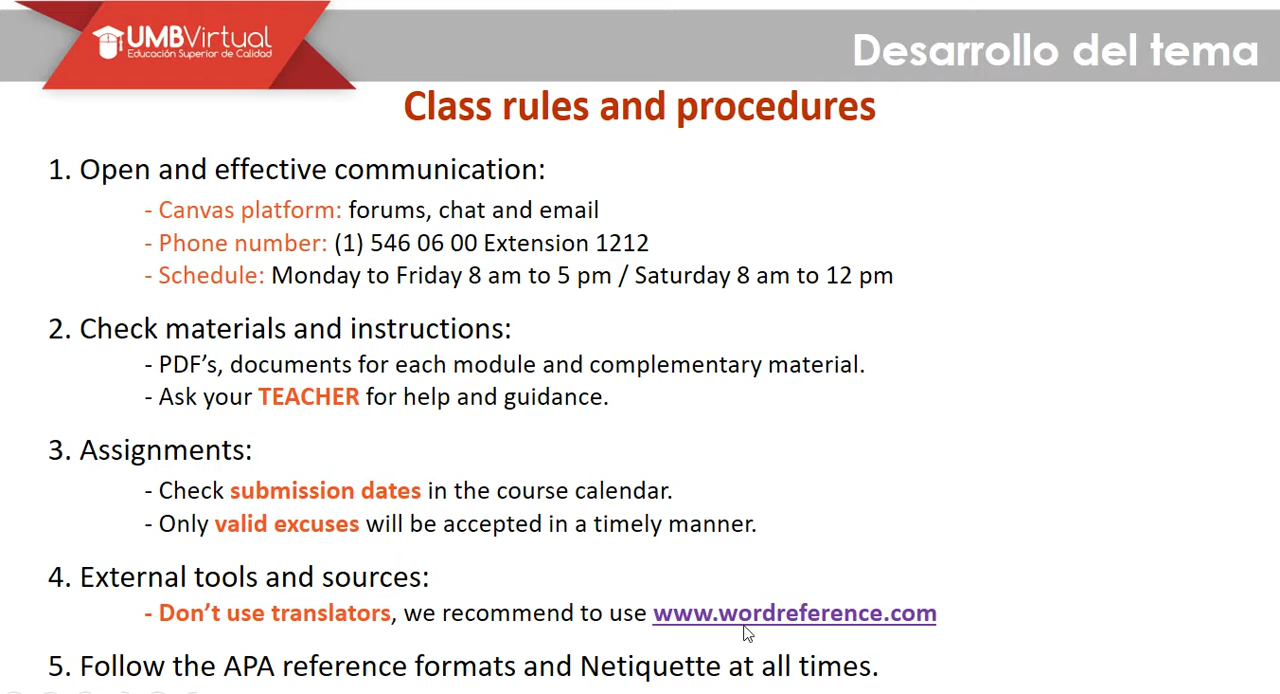 UMBVirtual
Educación Superior de Calidad
Desarrollo del tema
Class rules and procedures
1. Open and effective communication:
- Canvas platform: forums, chat and email
- Phone number: (1) 546 06 00 Extension 1212
- Schedule: Monday to Friday 8 am to 5 pm / Saturday 8 am to 12 pm
2. Check materials and instructions:
- PDF’s, documents for each module and complementary material.
- Ask your TEACHER for help and guidance.
3. Assignments:
- Check submission dates in the course calendar.
- Only valid excuses will be accepted in a timely manner.
4. External tools and sources:
- Don’t use translators, we recommend to use www.wordreference.com
5. Follow the APA reference formats and Netiquette at all times.